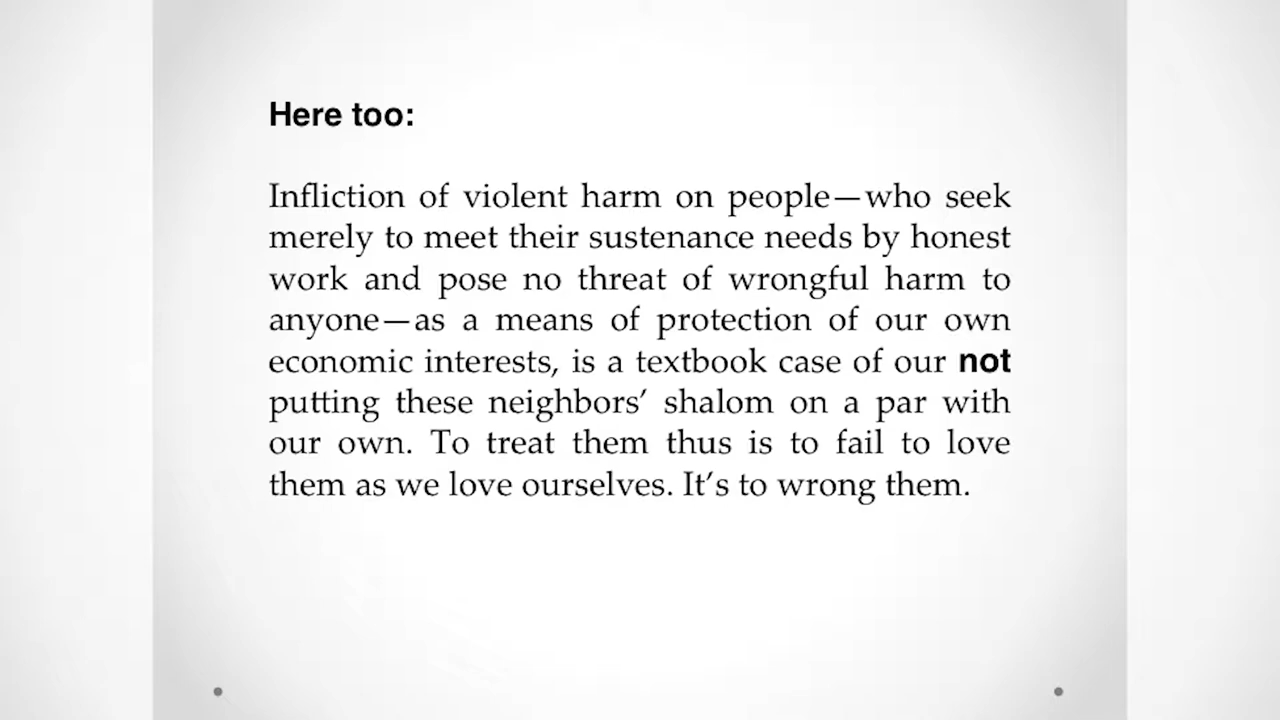 Here too:
Infliction of violent harm on people—who seek
merely to meet their sustenance needs by honest
work and pose no threat of wrongful harm to
anyone—as a means of protection of our own
economic interests, is a textbook case of our not
putting these neighbors’ shalom on a par with
our own. To treat them thus is to fail to love
them as we love ourselves. It’s to wrong them.